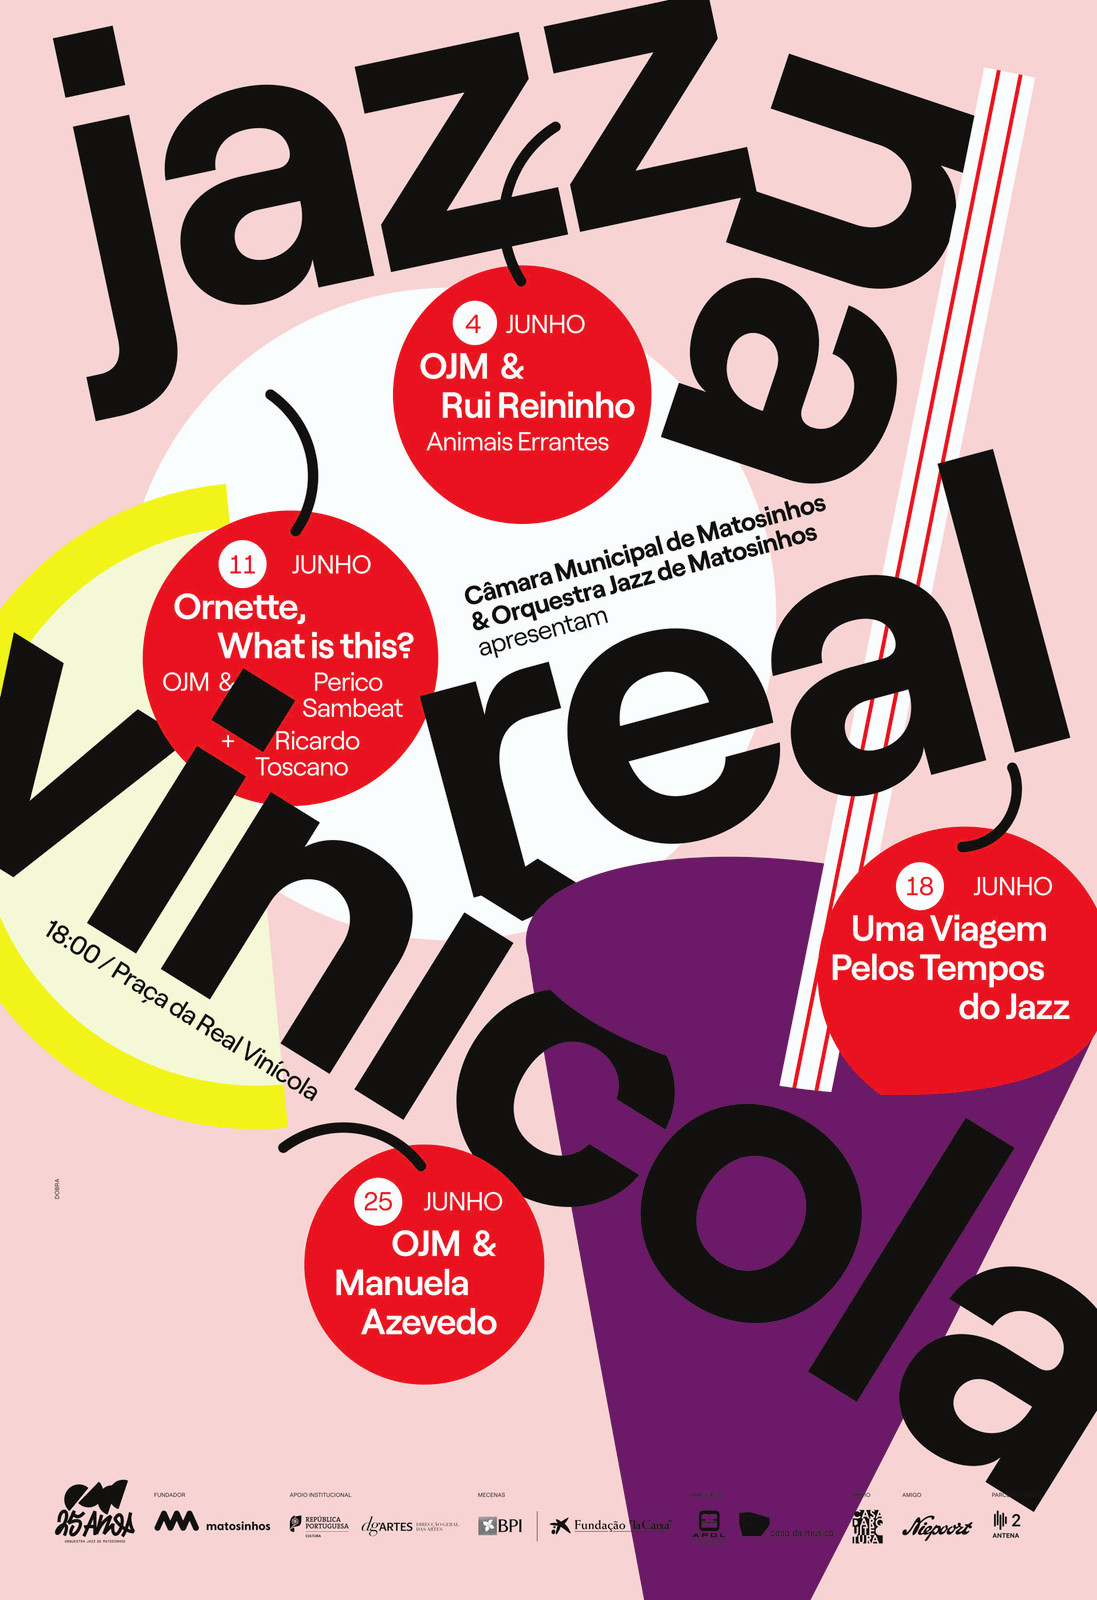 jazz
na
real
vinícola
4 JUNHO
OJM &
Rui Reininho
Animais Errantes
11 JUNHO
Ornette,
What is this?
OJM & Perico
Sambeat
+ Ricardo
Toscano
Câmara Municipal de Matosinhos
& Orquestra Jazz de Matosinhos
apresentam
18 JUNHO
Uma Viagem
Pelos Tempos
do Jazz
18:00 / Praça da Real Vinícola
25 JUNHO
OJM &
Manuela
Azevedo
DOBRA
25 ANOS
ORQUESTRA JAZZ DE MATOSINHOS
FUNDADOR
matosinhos
APOIO INSTITUCIONAL
REPÚBLICA
PORTUGUESA
CULTURA
dgARTES
DIREÇÃO-GERAL
DAS ARTES
MECENAS
BPI
Fundação "la Caixa"
APDL
casa da música
CASA
DA ARQ
UITEC
TURA
AMIGO
Niepoort
ANTENA 2